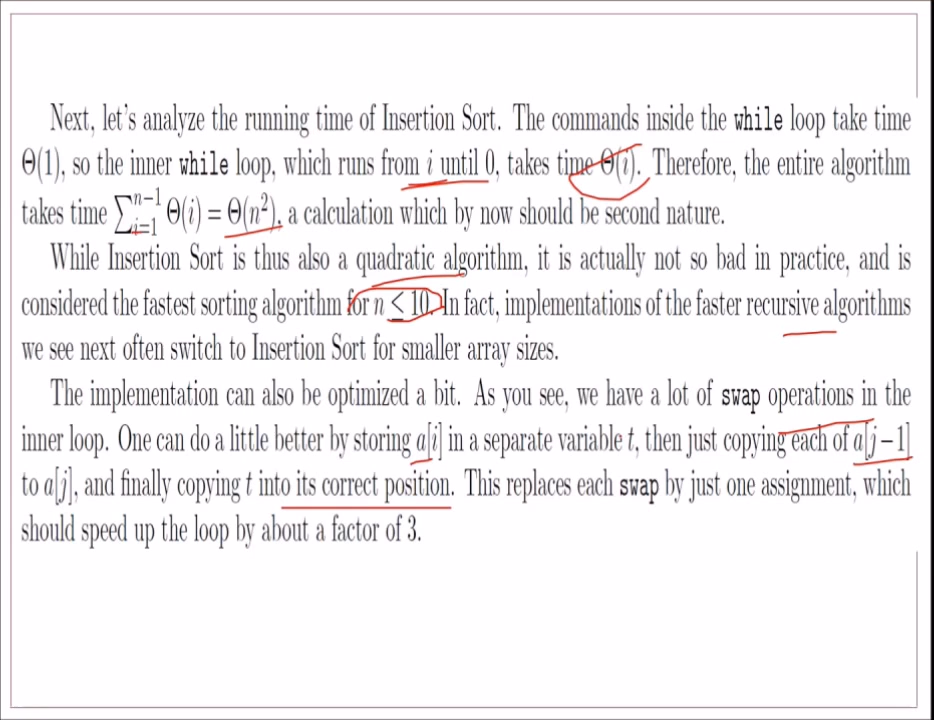 Next, let's analyze the running time of Insertion Sort. The commands inside the while loop take time
Θ(1), so the inner while loop, which runs from i until 0, takes time Θ(i). Therefore, the entire algorithm
takes time ∑_{i=1}^{n−1} Θ(i) = Θ(n²), a calculation which by now should be second nature.
While Insertion Sort is thus also a quadratic algorithm, it is actually not so bad in practice, and is
considered the fastest sorting algorithm for n ≤ 10. In fact, implementations of the faster recursive algorithms
we see next often switch to Insertion Sort for smaller array sizes.
The implementation can also be optimized a bit. As you see, we have a lot of swap operations in the
inner loop. One can do a little better by storing a[i] in a separate variable t, then just copying each of a[j−1]
to a[j], and finally copying t into its correct position. This replaces each swap by just one assignment, which
should speed up the loop by about a factor of 3.